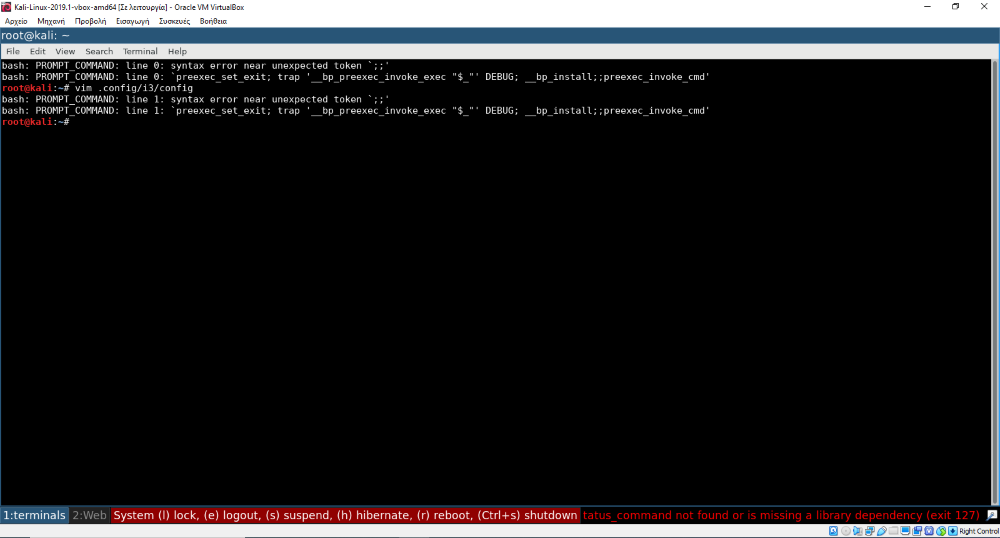 Kali-Linux-2019.1-vbox-amd64 [Σε λειτουργία] - Oracle VM VirtualBox
Αρχείο Μηχανή Προβολή Εισαγωγή Συσκευές Βοήθεια
root@kali: ~
File Edit View Search Terminal Help
bash: PROMPT_COMMAND: line 0: syntax error near unexpected token `;;'
bash: PROMPT_COMMAND: line 0: `preexec_set_exit; trap '__bp_preexec_invoke_exec "$_"' DEBUG; __bp_install;;preexec_invoke_cmd'
root@kali:~# vim .config/i3/config
bash: PROMPT_COMMAND: line 1: syntax error near unexpected token `;;'
bash: PROMPT_COMMAND: line 1: `preexec_set_exit; trap '__bp_preexec_invoke_exec "$_"' DEBUG; __bp_install;;preexec_invoke_cmd'
root@kali:~#
1:terminals 2:Web System (l) lock, (e) logout, (s) suspend, (h) hibernate, (r) reboot, (Ctrl+s) shutdown tatus_command not found or is missing a library dependency (exit 127)
Right Control